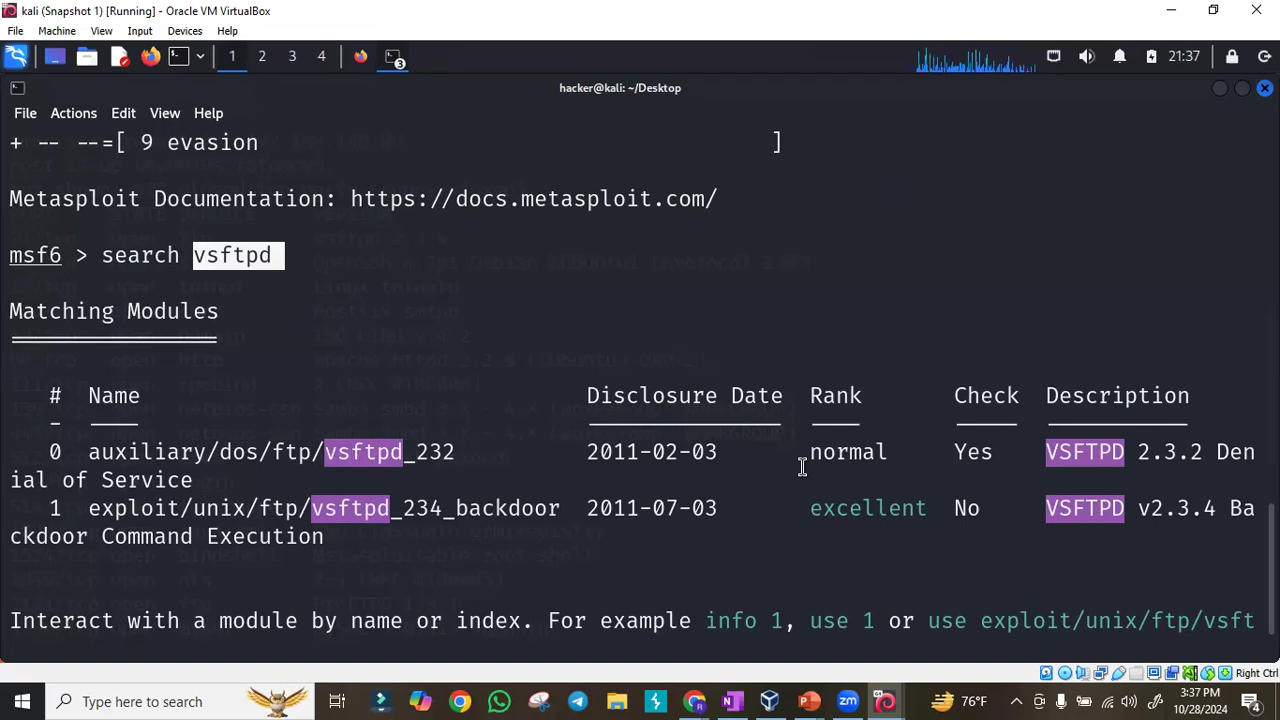 kali (Snapshot 1) [Running] - Oracle VM VirtualBox
File Machine View Input Devices Help
1 2 3 4 3 21:37
hacker@kali: ~/Desktop
File Actions Edit View Help
+ -- --=[ 9 evasion ]
Metasploit Documentation: https://docs.metasploit.com/
msf6 > search vsftpd
Matching Modules
================
# Name Disclosure Date Rank Check Description
- ---- --------------- ---- ----- -----------
0 auxiliary/dos/ftp/vsftpd_232 2011-02-03 normal Yes VSFTPD 2.3.2 Den
ial of Service
1 exploit/unix/ftp/vsftpd_234_backdoor 2011-07-03 excellent No VSFTPD v2.3.4 Ba
ckdoor Command Execution
Interact with a module by name or index. For example info 1, use 1 or use exploit/unix/ftp/vsft
Right Ctrl
Type here to search
zm
76°F
3:37 PM
10/28/2024
4